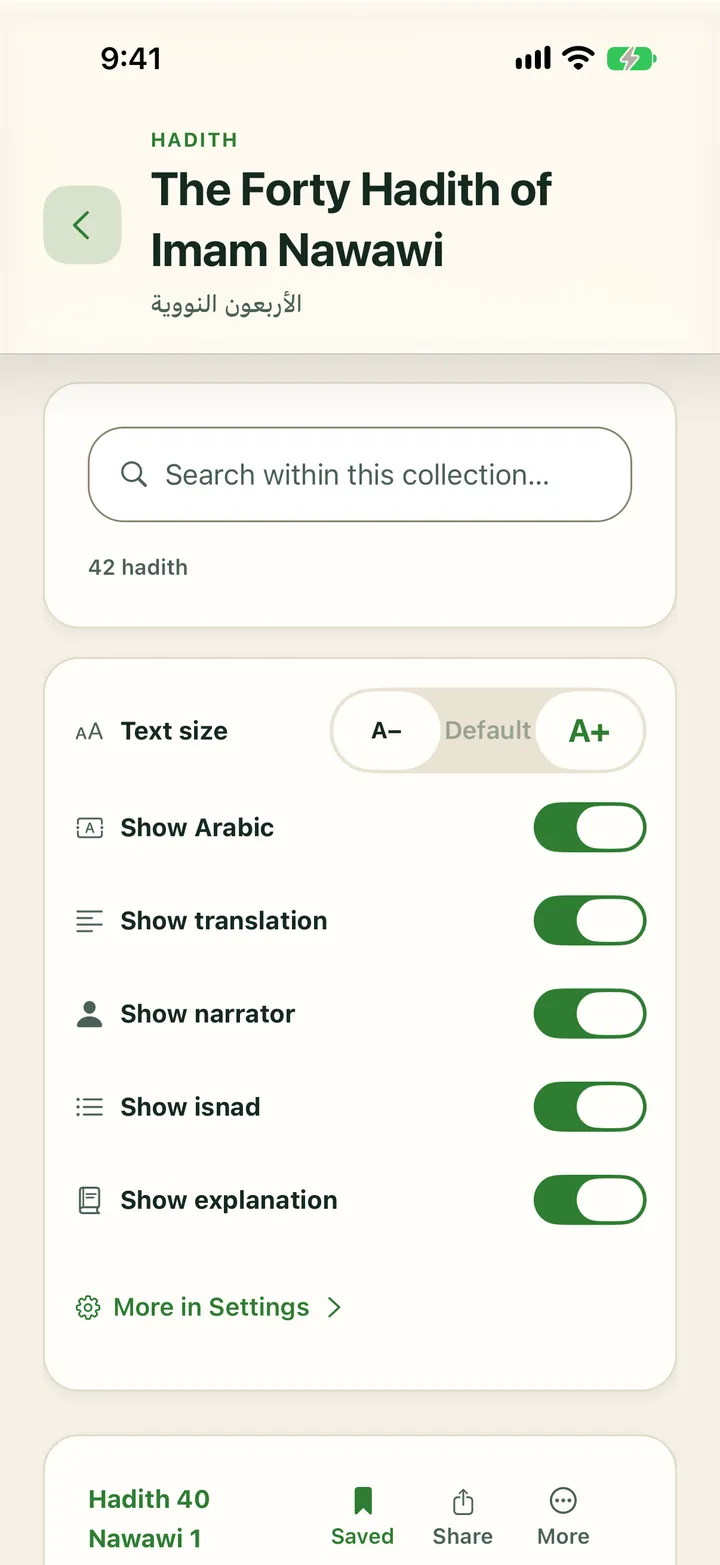 9:41
HADITH
The Forty Hadith of
Imam Nawawi
الأربعون النووية
Search within this collection...
42 hadith
AA Text size A− Default A+
A Show Arabic
Show translation
Show narrator
Show isnad
Show explanation
More in Settings
Hadith 40
Nawawi 1
Saved Share More